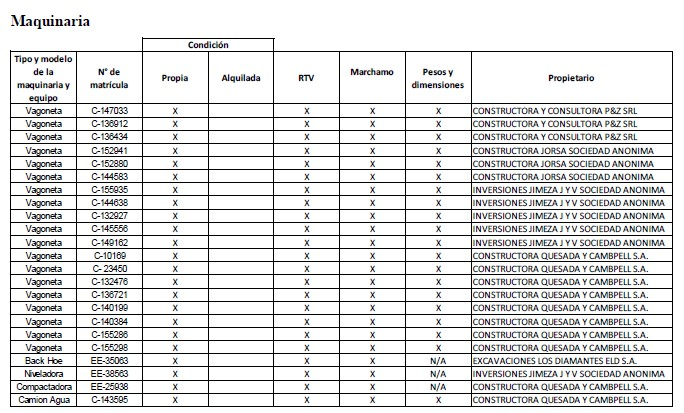 Maquinaria
Condición
Tipo y modelo de la maquinaria y equipo N° de matrícula Propia Alquilada RTV Marchamo Pesos y dimensiones Propietario
Vagoneta C-147033 X X X X CONSTRUCTORA Y CONSULTORA P&Z SRL
Vagoneta C-136912 X X X X CONSTRUCTORA Y CONSULTORA P&Z SRL
Vagoneta C-136434 X X X X CONSTRUCTORA Y CONSULTORA P&Z SRL
Vagoneta C-152941 X X X X CONSTRUCTORA JORSA SOCIEDAD ANONIMA
Vagoneta C-152880 X X X X CONSTRUCTORA JORSA SOCIEDAD ANONIMA
Vagoneta C-144583 X X X X CONSTRUCTORA JORSA SOCIEDAD ANONIMA
Vagoneta C-155935 X X X X INVERSIONES JIMEZA J Y V SOCIEDAD ANONIMA
Vagoneta C-144638 X X X X INVERSIONES JIMEZA J Y V SOCIEDAD ANONIMA
Vagoneta C-132927 X X X X INVERSIONES JIMEZA J Y V SOCIEDAD ANONIMA
Vagoneta C-145556 X X X X INVERSIONES JIMEZA J Y V SOCIEDAD ANONIMA
Vagoneta C-149162 X X X X INVERSIONES JIMEZA J Y V SOCIEDAD ANONIMA
Vagoneta C-10169 X X X X CONSTRUCTORA QUESADA Y CAMBPELL S.A.
Vagoneta C- 23450 X X X X CONSTRUCTORA QUESADA Y CAMBPELL S.A.
Vagoneta C-132476 X X X X CONSTRUCTORA QUESADA Y CAMBPELL S.A.
Vagoneta C-136721 X X X X CONSTRUCTORA QUESADA Y CAMBPELL S.A.
Vagoneta C-140199 X X X X CONSTRUCTORA QUESADA Y CAMBPELL S.A.
Vagoneta C-140384 X X X X CONSTRUCTORA QUESADA Y CAMBPELL S.A.
Vagoneta C-155286 X X X X CONSTRUCTORA QUESADA Y CAMBPELL S.A.
Vagoneta C-155298 X X X X CONSTRUCTORA QUESADA Y CAMBPELL S.A.
Back Hoe EE-35063 X X X N/A EXCAVACIONES LOS DIAMANTES ELD S.A.
Niveladora EE-38563 X X X N/A INVERSIONES JIMEZA J Y V SOCIEDAD ANONIMA
Compactadora EE-25938 X X X N/A CONSTRUCTORA QUESADA Y CAMBPELL S.A.
Camion Agua C-143595 X X X X CONSTRUCTORA QUESADA Y CAMBPELL S.A.